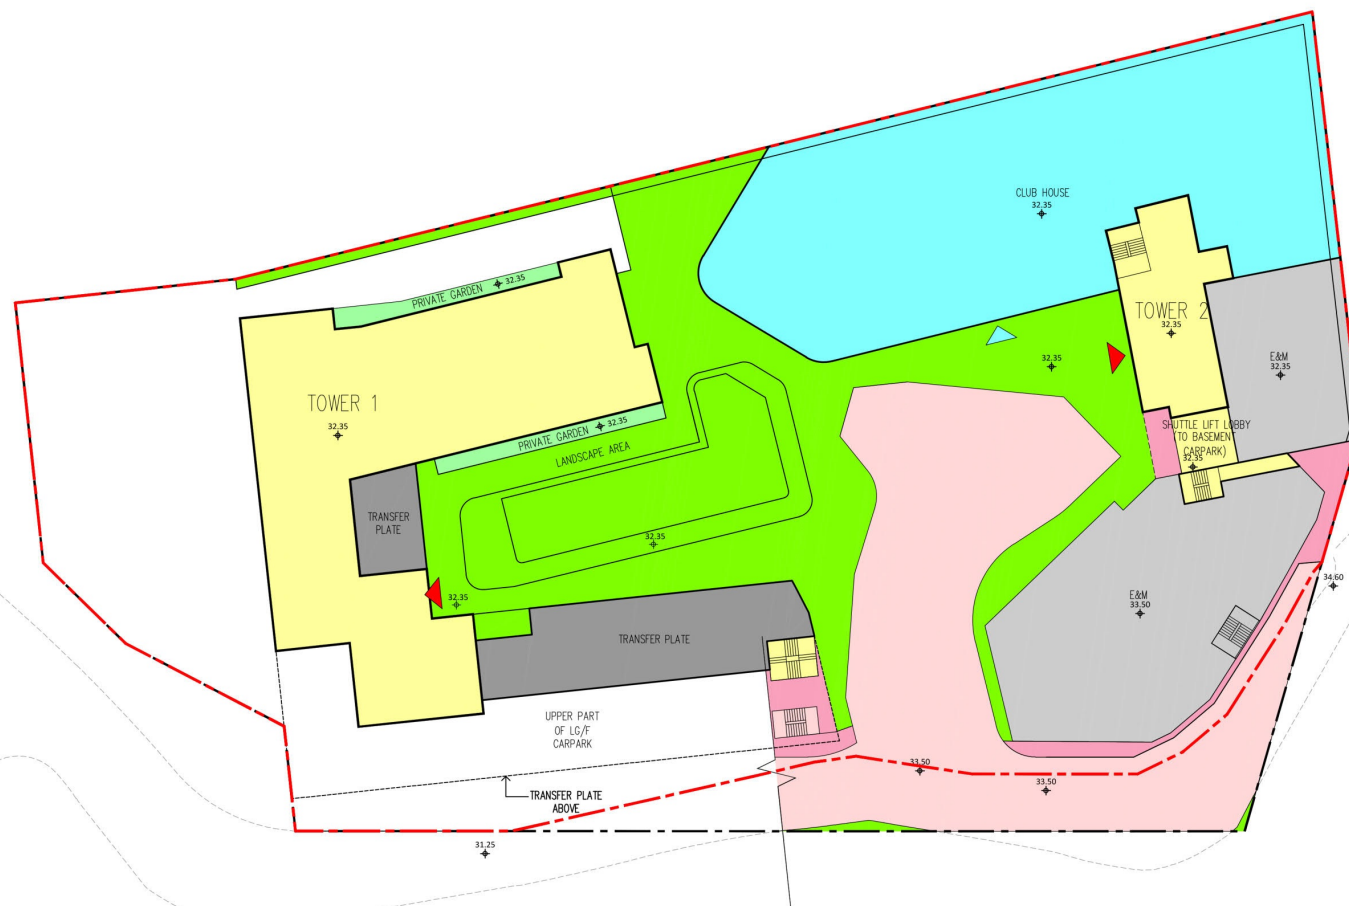 CLUB HOUSE
32.35
PRIVATE GARDEN
32.35
TOWER 2
32.35
32.35
E&M
32.35
TOWER 1
32.35
PRIVATE GARDEN
32.35
LANDSCAPE AREA
SHUTTLE LIFT LOBBY
(TO BASEMEN
CARPARK)
32.35
TRANSFER
PLATE
32.35
32.35
34.60
E&M
33.50
TRANSFER PLATE
UPPER PART
OF LG/F
CARPARK
33.50
33.50
TRANSFER PLATE
ABOVE
31.25